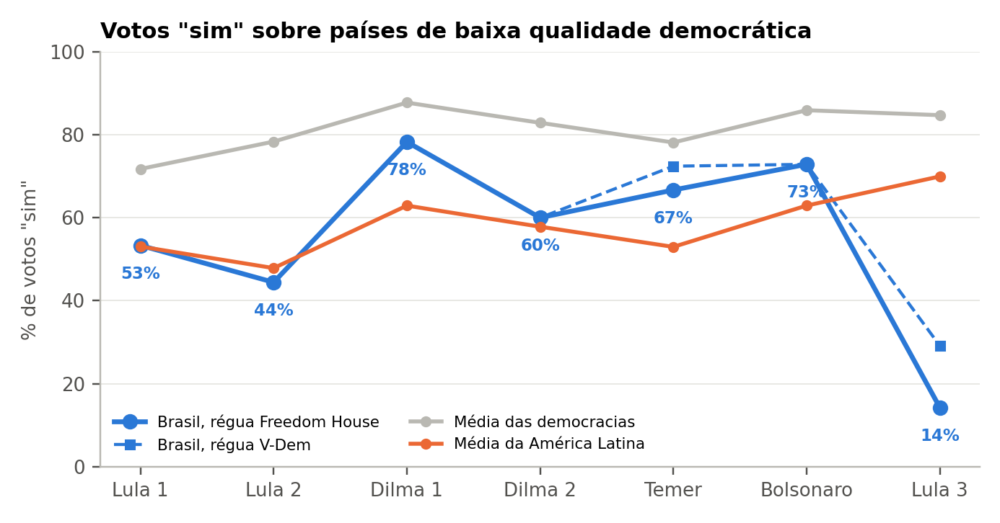 Votos "sim" sobre países de baixa qualidade democrática
% de votos "sim"
100
80
60
40
20
0
53%
44%
78%
60%
67%
73%
14%
Brasil, régua Freedom House
Brasil, régua V-Dem
Média das democracias
Média da América Latina
Lula 1
Lula 2
Dilma 1
Dilma 2
Temer
Bolsonaro
Lula 3